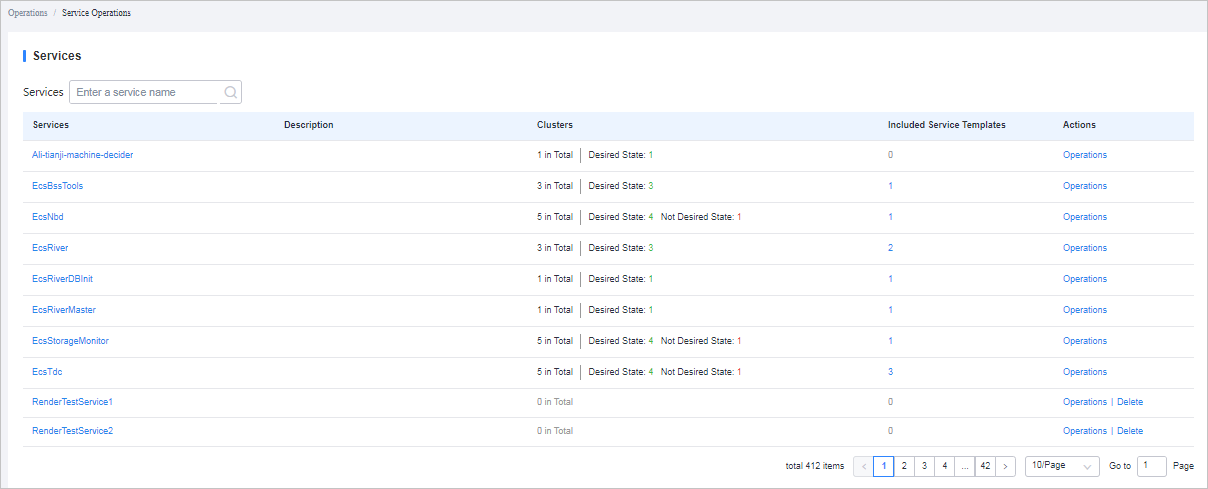 Operations / Service Operations
Services
Services Enter a service name
Services Description Clusters Included Service Templates Actions
Ali-tianji-machine-decider 1 in Total Desired State: 1 0 Operations
EcsBssTools 3 in Total Desired State: 3 1 Operations
EcsNbd 5 in Total Desired State: 4 Not Desired State: 1 1 Operations
EcsRiver 3 in Total Desired State: 3 2 Operations
EcsRiverDBInit 1 in Total Desired State: 1 1 Operations
EcsRiverMaster 1 in Total Desired State: 1 1 Operations
EcsStorageMonitor 5 in Total Desired State: 4 Not Desired State: 1 1 Operations
EcsTdc 5 in Total Desired State: 4 Not Desired State: 1 3 Operations
RenderTestService1 0 in Total 0 Operations | Delete
RenderTestService2 0 in Total 0 Operations | Delete
total 412 items < 1 2 3 4 ... 42 > 10/Page Go to 1 Page